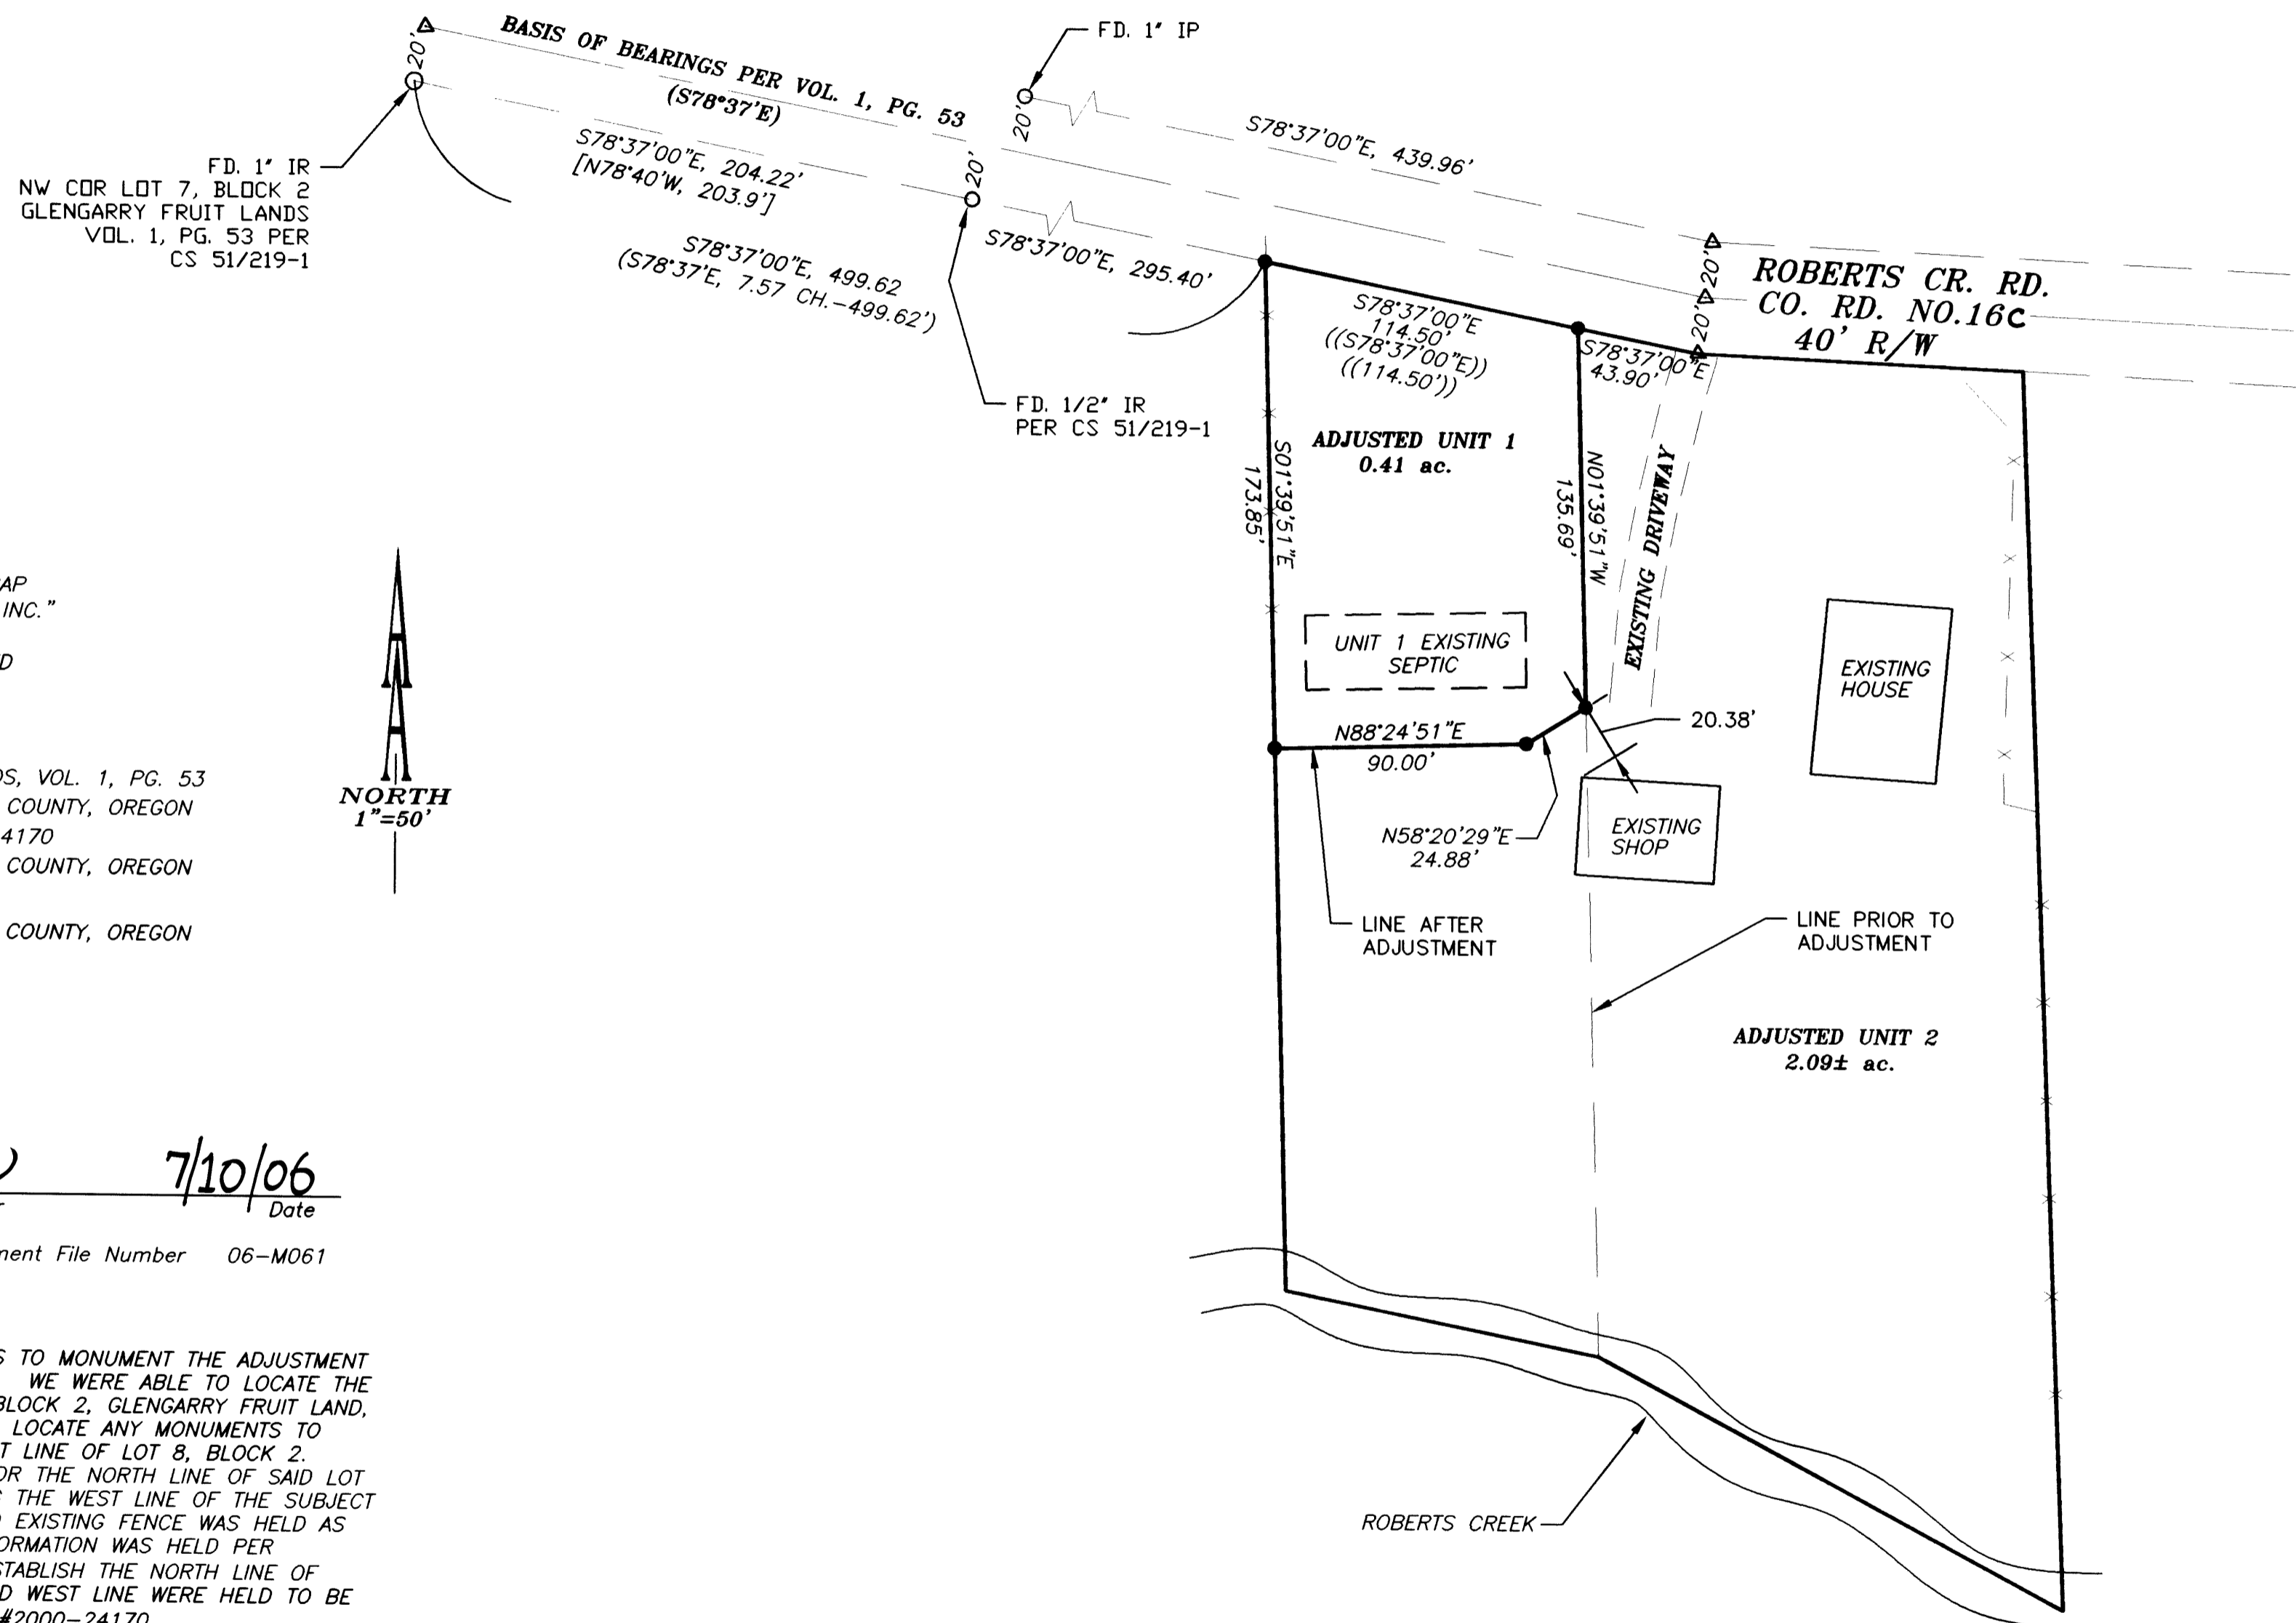 FD. 1" IP
20'
BASIS OF BEARINGS PER VOL. 1, PG. 53
(S78°37'E)
20'
S78°37'00"E, 439.96'
FD. 1" IR
NW COR LOT 7, BLOCK 2
GLENGARRY FRUIT LANDS
VOL. 1, PG. 53 PER
CS 51/219-1
S78°37'00"E, 204.22'
[N78°40'W, 203.9']
20'
S78°37'00"E, 499.62
(S78°37'E, 7.57 CH.-499.62')
S78°37'00"E, 295.40'
FD. 1/2" IR
PER CS 51/219-1
20'
20'
ROBERTS CR. RD.
CO. RD. NO.16C
40' R/W
S78°37'00"E
114.50'
((S78°37'00"E))
((114.50'))
S78°37'00"E
43.90'
ADJUSTED UNIT 1
0.41 ac.
S01°39'51"E
173.85'
N01°39'51"W
135.69'
EXISTING DRIVEWAY
UNIT 1 EXISTING
SEPTIC
EXISTING
HOUSE
20.38'
N88°24'51"E
90.00'
N58°20'29"E
24.88'
EXISTING
SHOP
LINE AFTER
ADJUSTMENT
LINE PRIOR TO
ADJUSTMENT
ADJUSTED UNIT 2
2.09± ac.
ROBERTS CREEK
NORTH
1"=50'
AP
INC."
D
S, VOL. 1, PG. 53
COUNTY, OREGON
4170
COUNTY, OREGON
COUNTY, OREGON
7/10/06
Date
ment File Number 06-M061
S TO MONUMENT THE ADJUSTMENT
WE WERE ABLE TO LOCATE THE
BLOCK 2, GLENGARRY FRUIT LAND,
LOCATE ANY MONUMENTS TO
T LINE OF LOT 8, BLOCK 2.
OR THE NORTH LINE OF SAID LOT
THE WEST LINE OF THE SUBJECT
EXISTING FENCE WAS HELD AS
ORMATION WAS HELD PER
STABLISH THE NORTH LINE OF
D WEST LINE WERE HELD TO BE
#2000-24170